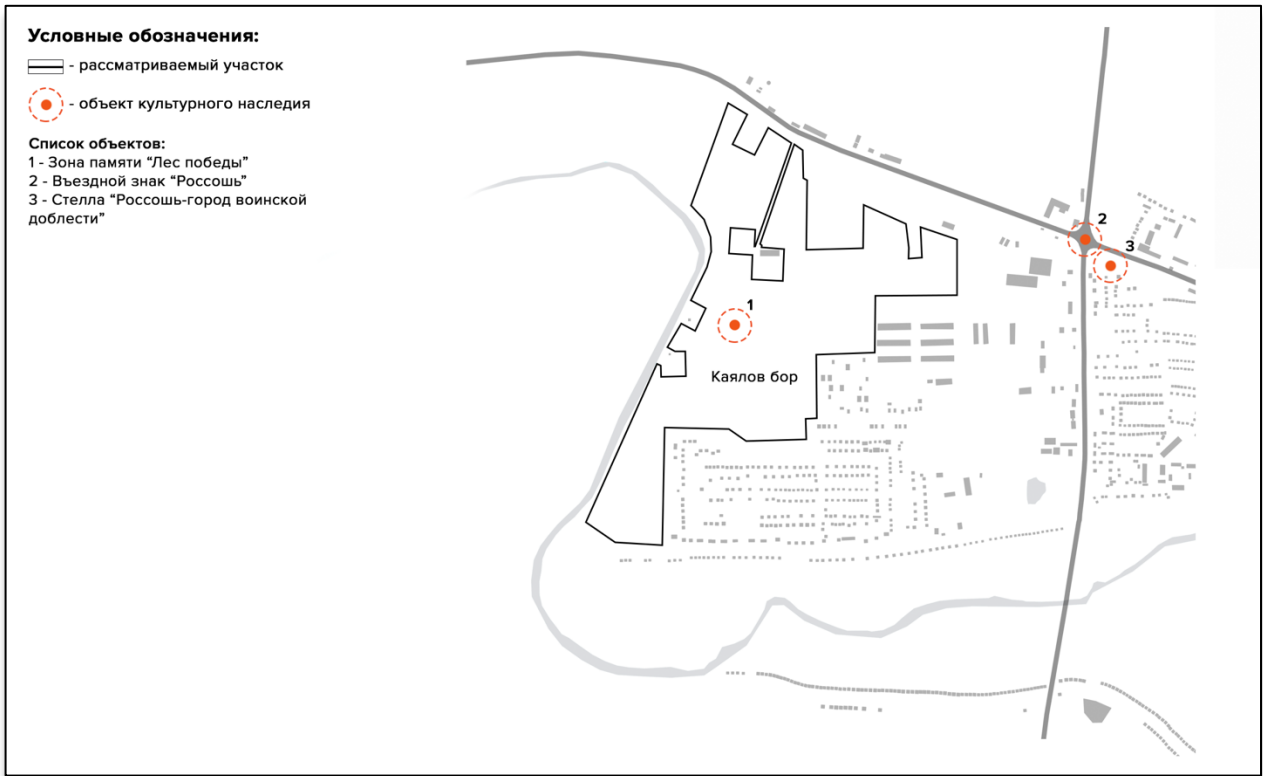 Условные обозначения:
- рассматриваемый участок
- объект культурного наследия
Список объектов:
1 - Зона памяти “Лес победы”
2 - Въездной знак “Россошь”
3 - Стелла “Россошь-город воинской
доблести”
2
3
1
Каялов бор